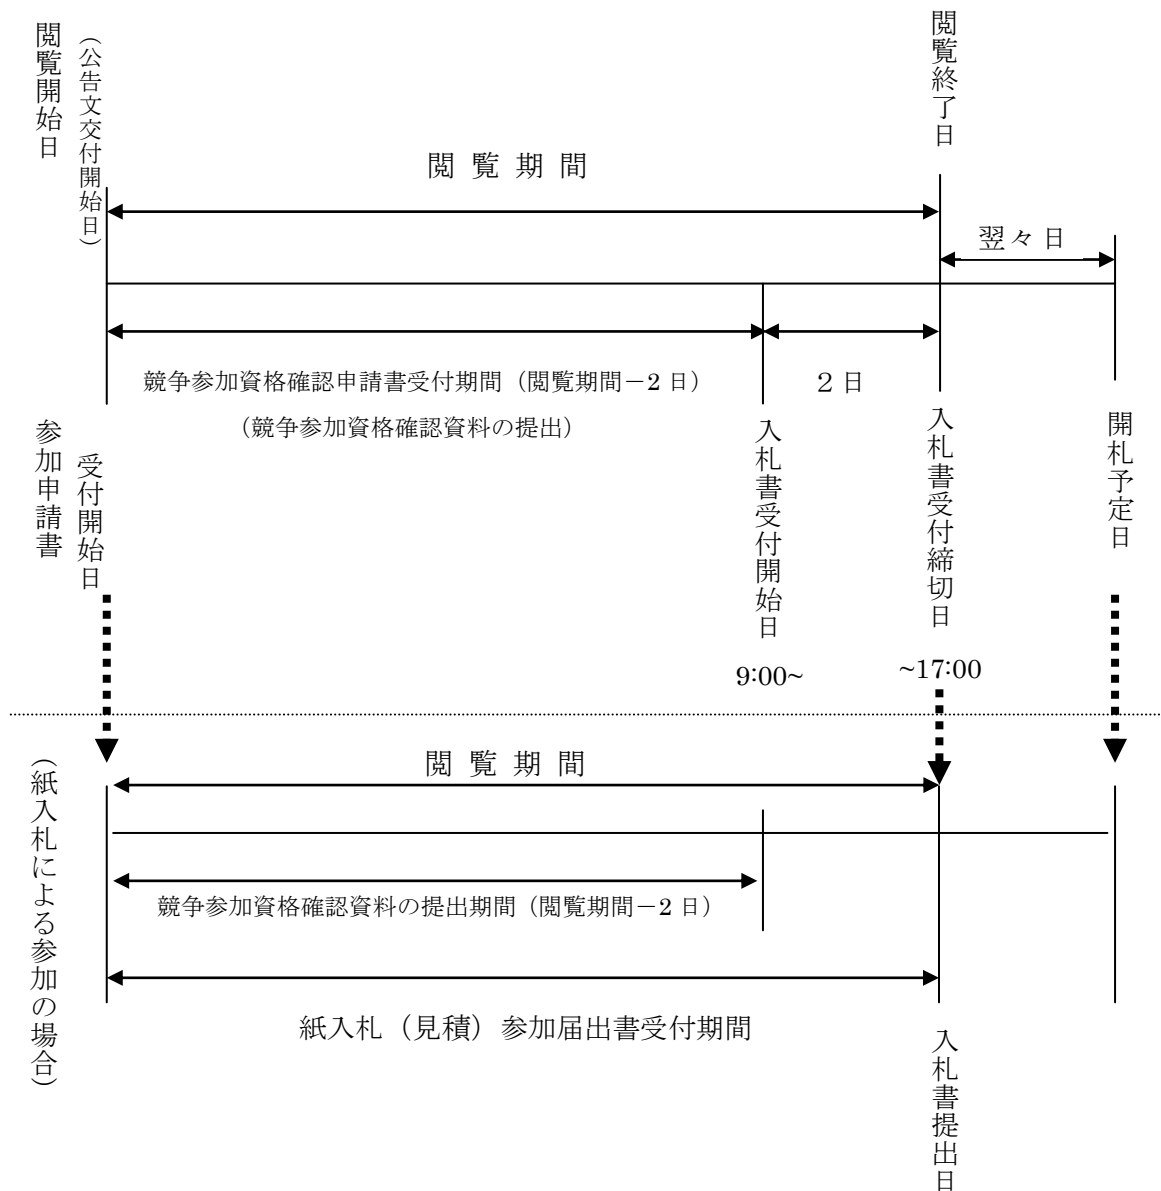 閲覧開始日
（公告文交付開始日）
閲覧終了日
閲 覧 期 間
翌々日
競争参加資格確認申請書受付期間（閲覧期間－2 日）
２日
（競争参加資格確認資料の提出）
参加申請書
受付開始日
入札書受付開始日
9:00~
入札書受付締切日
~17:00
開札予定日
（紙入札による参加の場合）
閲 覧 期 間
競争参加資格確認資料の提出期間（閲覧期間－2 日）
紙入札（見積）参加届出書受付期間
入札書提出日